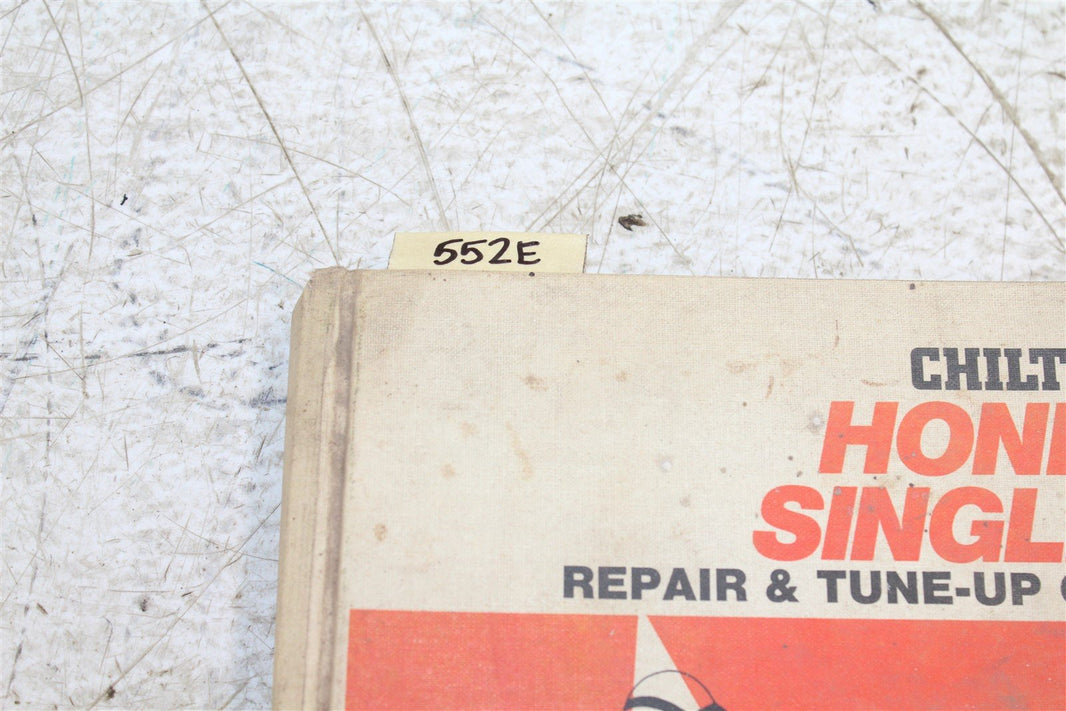 552E
CHILT
HON
SINGL
REPAIR & TUNE-UP